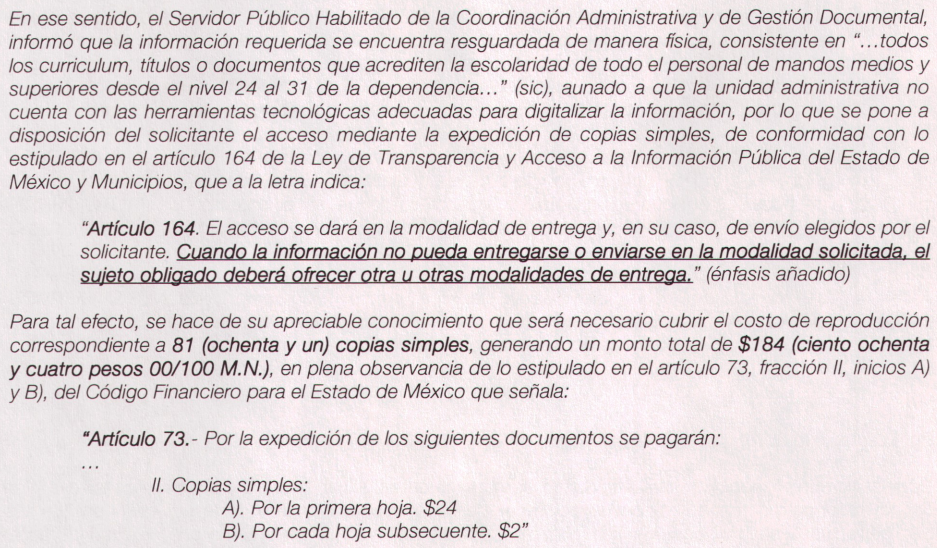 En ese sentido, el Servidor Público Habilitado de la Coordinación Administrativa y de Gestión Documental,
informó que la información requerida se encuentra resguardada de manera física, consistente en “…todos
los curriculum, títulos o documentos que acrediten la escolaridad de todo el personal de mandos medios y
superiores desde el nivel 24 al 31 de la dependencia…” (sic), aunado a que la unidad administrativa no
cuenta con las herramientas tecnológicas adecuadas para digitalizar la información, por lo que se pone a
disposición del solicitante el acceso mediante la expedición de copias simples, de conformidad con lo
estipulado en el artículo 164 de la Ley de Transparencia y Acceso a la Información Pública del Estado de
México y Municipios, que a la letra indica:
“Artículo 164. El acceso se dará en la modalidad de entrega y, en su caso, de envío elegidos por el
solicitante. Cuando la información no pueda entregarse o enviarse en la modalidad solicitada, el
sujeto obligado deberá ofrecer otra u otras modalidades de entrega.” (énfasis añadido)
Para tal efecto, se hace de su apreciable conocimiento que será necesario cubrir el costo de reproducción
correspondiente a 81 (ochenta y un) copias simples, generando un monto total de $184 (ciento ochenta
y cuatro pesos 00/100 M.N.), en plena observancia de lo estipulado en el artículo 73, fracción II, inicios A)
y B), del Código Financiero para el Estado de México que señala:
“Artículo 73.- Por la expedición de los siguientes documentos se pagarán:
…
II. Copias simples:
A). Por la primera hoja. $24
B). Por cada hoja subsecuente. $2”